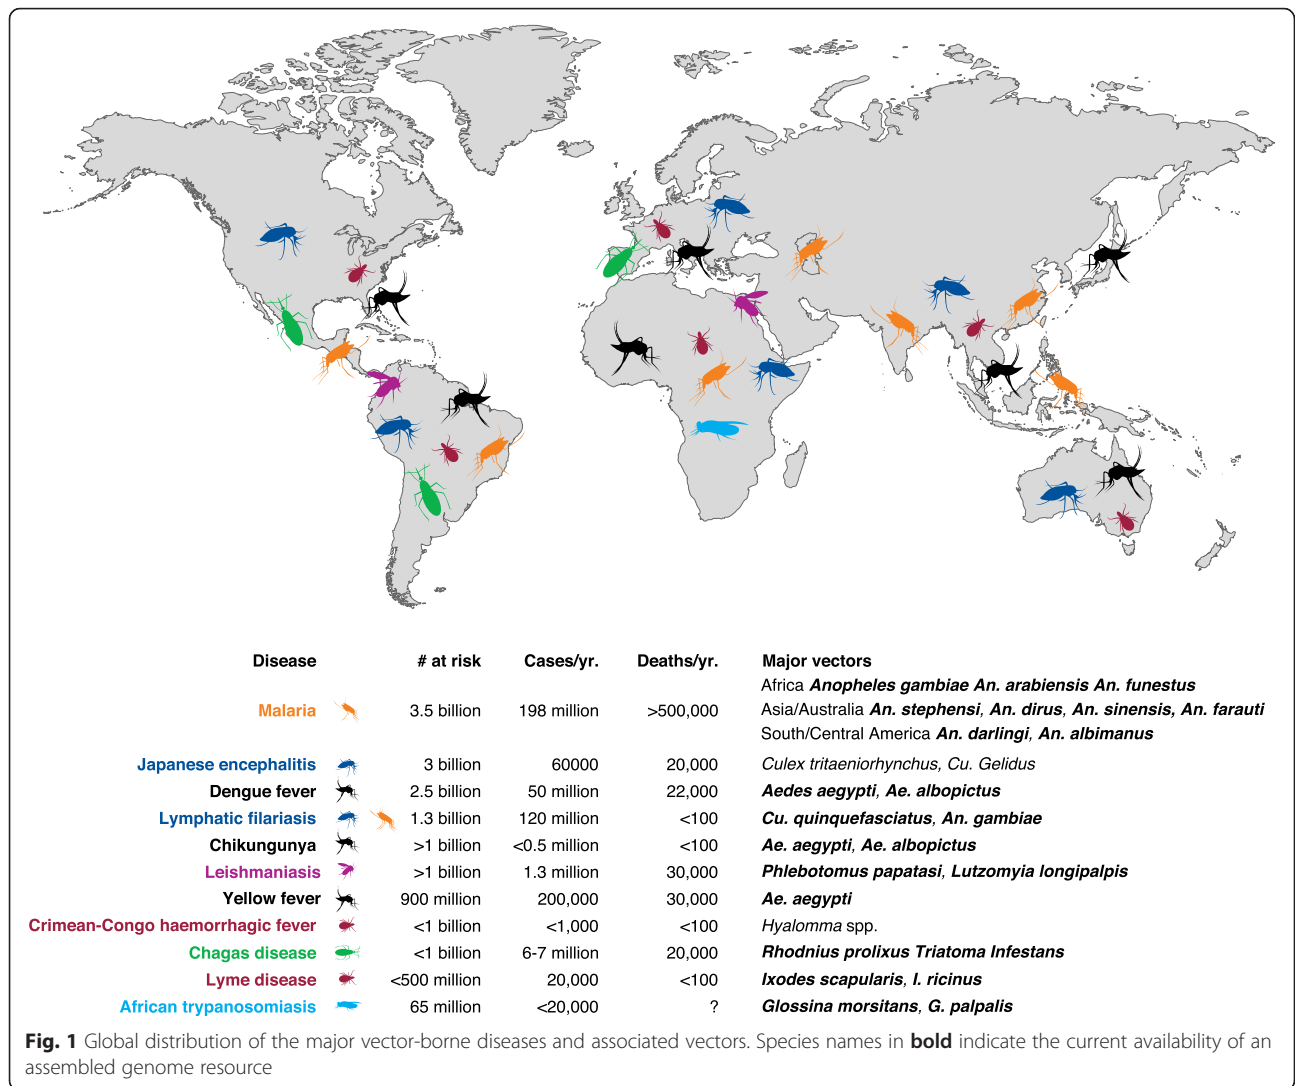 Disease # at risk Cases/yr. Deaths/yr. Major vectors
Africa Anopheles gambiae An. arabiensis An. funestus
Malaria 3.5 billion 198 million >500,000 Asia/Australia An. stephensi, An. dirus, An. sinensis, An. farauti
South/Central America An. darlingi, An. albimanus
Japanese encephalitis 3 billion 60000 20,000 Culex tritaeniorhynchus, Cu. Gelidus
Dengue fever 2.5 billion 50 million 22,000 Aedes aegypti, Ae. albopictus
Lymphatic filariasis 1.3 billion 120 million <100 Cu. quinquefasciatus, An. gambiae
Chikungunya >1 billion <0.5 million <100 Ae. aegypti, Ae. albopictus
Leishmaniasis >1 billion 1.3 million 30,000 Phlebotomus papatasi, Lutzomyia longipalpis
Yellow fever 900 million 200,000 30,000 Ae. aegypti
Crimean-Congo haemorrhagic fever <1 billion <1,000 <100 Hyalomma spp.
Chagas disease <1 billion 6-7 million 20,000 Rhodnius prolixus Triatoma Infestans
Lyme disease <500 million 20,000 <100 Ixodes scapularis, I. ricinus
African trypanosomiasis 65 million <20,000 ? Glossina morsitans, G. palpalis
Fig. 1 Global distribution of the major vector-borne diseases and associated vectors. Species names in bold indicate the current availability of an
assembled genome resource